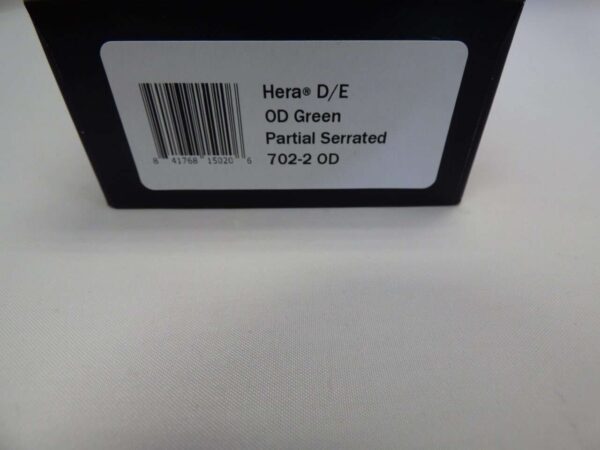 Hera® D/E
OD Green
Partial Serrated
702-2 OD
8 41768 15020 6